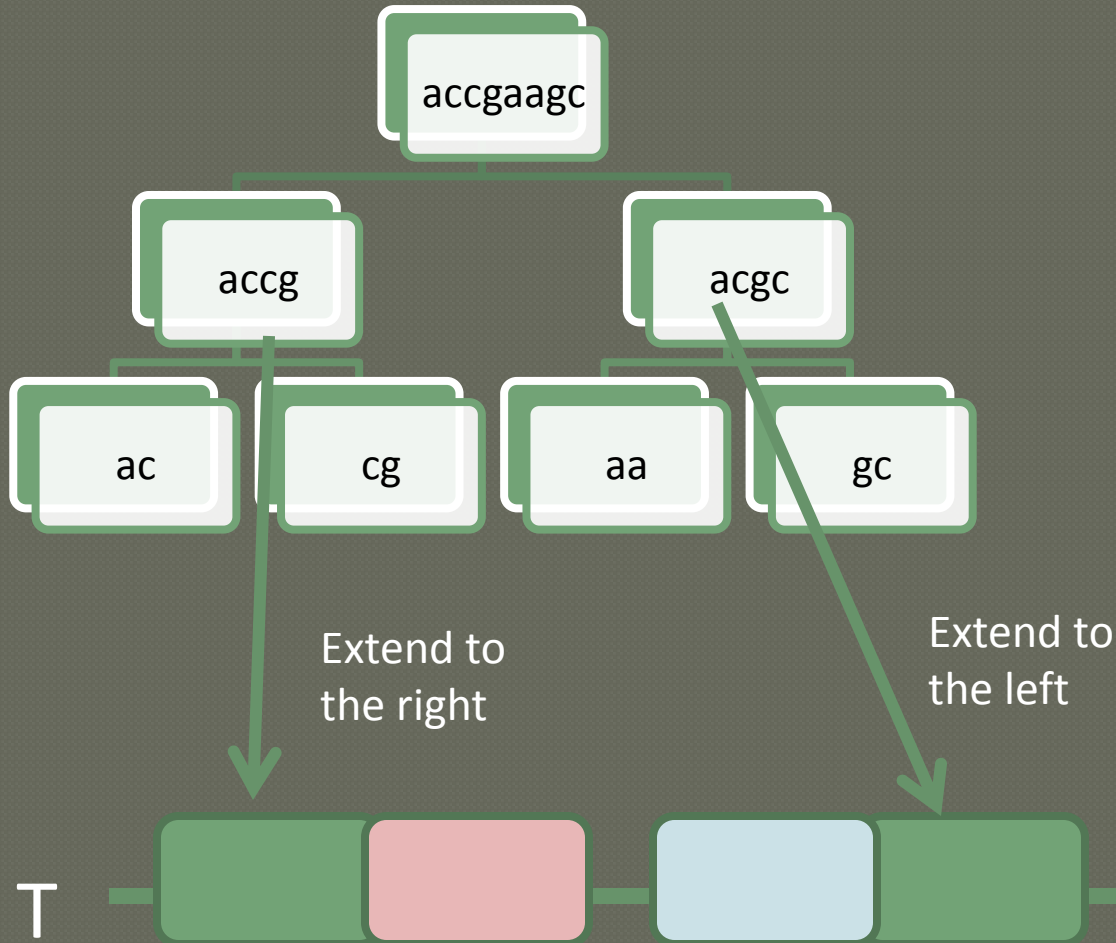 accgaagc
accg
acgc
ac
cg
aa
gc
Extend to
the right
Extend to
the left
T